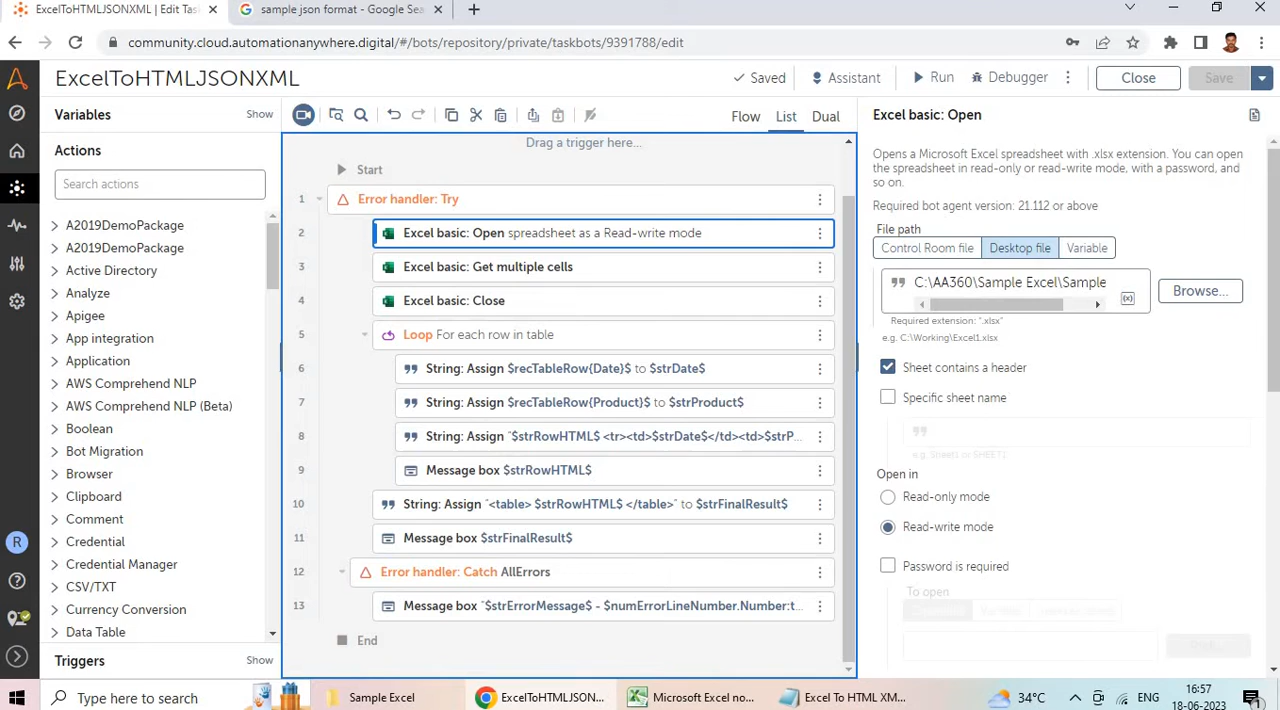 ExcelToHTMLJSONXML | Edit Tas
sample json format - Google Sea
community.cloud.automationanywhere.digital/#/bots/repository/private/taskbots/9391788/edit
ExcelToHTMLJSONXML
Saved
Assistant
Run
Debugger
Close
Save
Variables
Show
Flow
List
Dual
Excel basic: Open
Actions
Search actions
A2019DemoPackage
A2019DemoPackage
Active Directory
Analyze
Apigee
App integration
Application
AWS Comprehend NLP
AWS Comprehend NLP (Beta)
Boolean
Bot Migration
Browser
Clipboard
Comment
Credential
Credential Manager
CSV/TXT
Currency Conversion
Data Table
Triggers
Show
Drag a trigger here...
Start
1 Error handler: Try
2 Excel basic: Open spreadsheet as a Read-write mode
3 Excel basic: Get multiple cells
4 Excel basic: Close
5 Loop For each row in table
6 String: Assign $recTableRow{Date}$ to $strDate$
7 String: Assign $recTableRow{Product}$ to $strProduct$
8 String: Assign "$strRowHTML$ <tr><td>$strDate$</td><td>$strP...
9 Message box $strRowHTML$
10 String: Assign "<table> $strRowHTML$ </table>" to $strFinalResult$
11 Message box $strFinalResult$
12 Error handler: Catch AllErrors
13 Message box "$strErrorMessage$ - $numErrorLineNumber.Number:t...
End
Opens a Microsoft Excel spreadsheet with .xlsx extension. You can open
the spreadsheet in read-only or read-write mode, with a password, and
so on.
Required bot agent version: 21.112 or above
File path
Control Room file
Desktop file
Variable
C:\AA360\Sample Excel\Sample
(x)
Browse...
Required extension: ".xlsx"
e.g. C:\Working\Excel1.xlsx
Sheet contains a header
Specific sheet name
e.g. Sheet1 or SHEET1
Open in
Read-only mode
Read-write mode
Password is required
To open
R
Type here to search
Sample Excel
ExcelToHTMLJSON...
Microsoft Excel no...
Excel To HTML XM...
34°C
ENG
16:57
18-06-2023
1